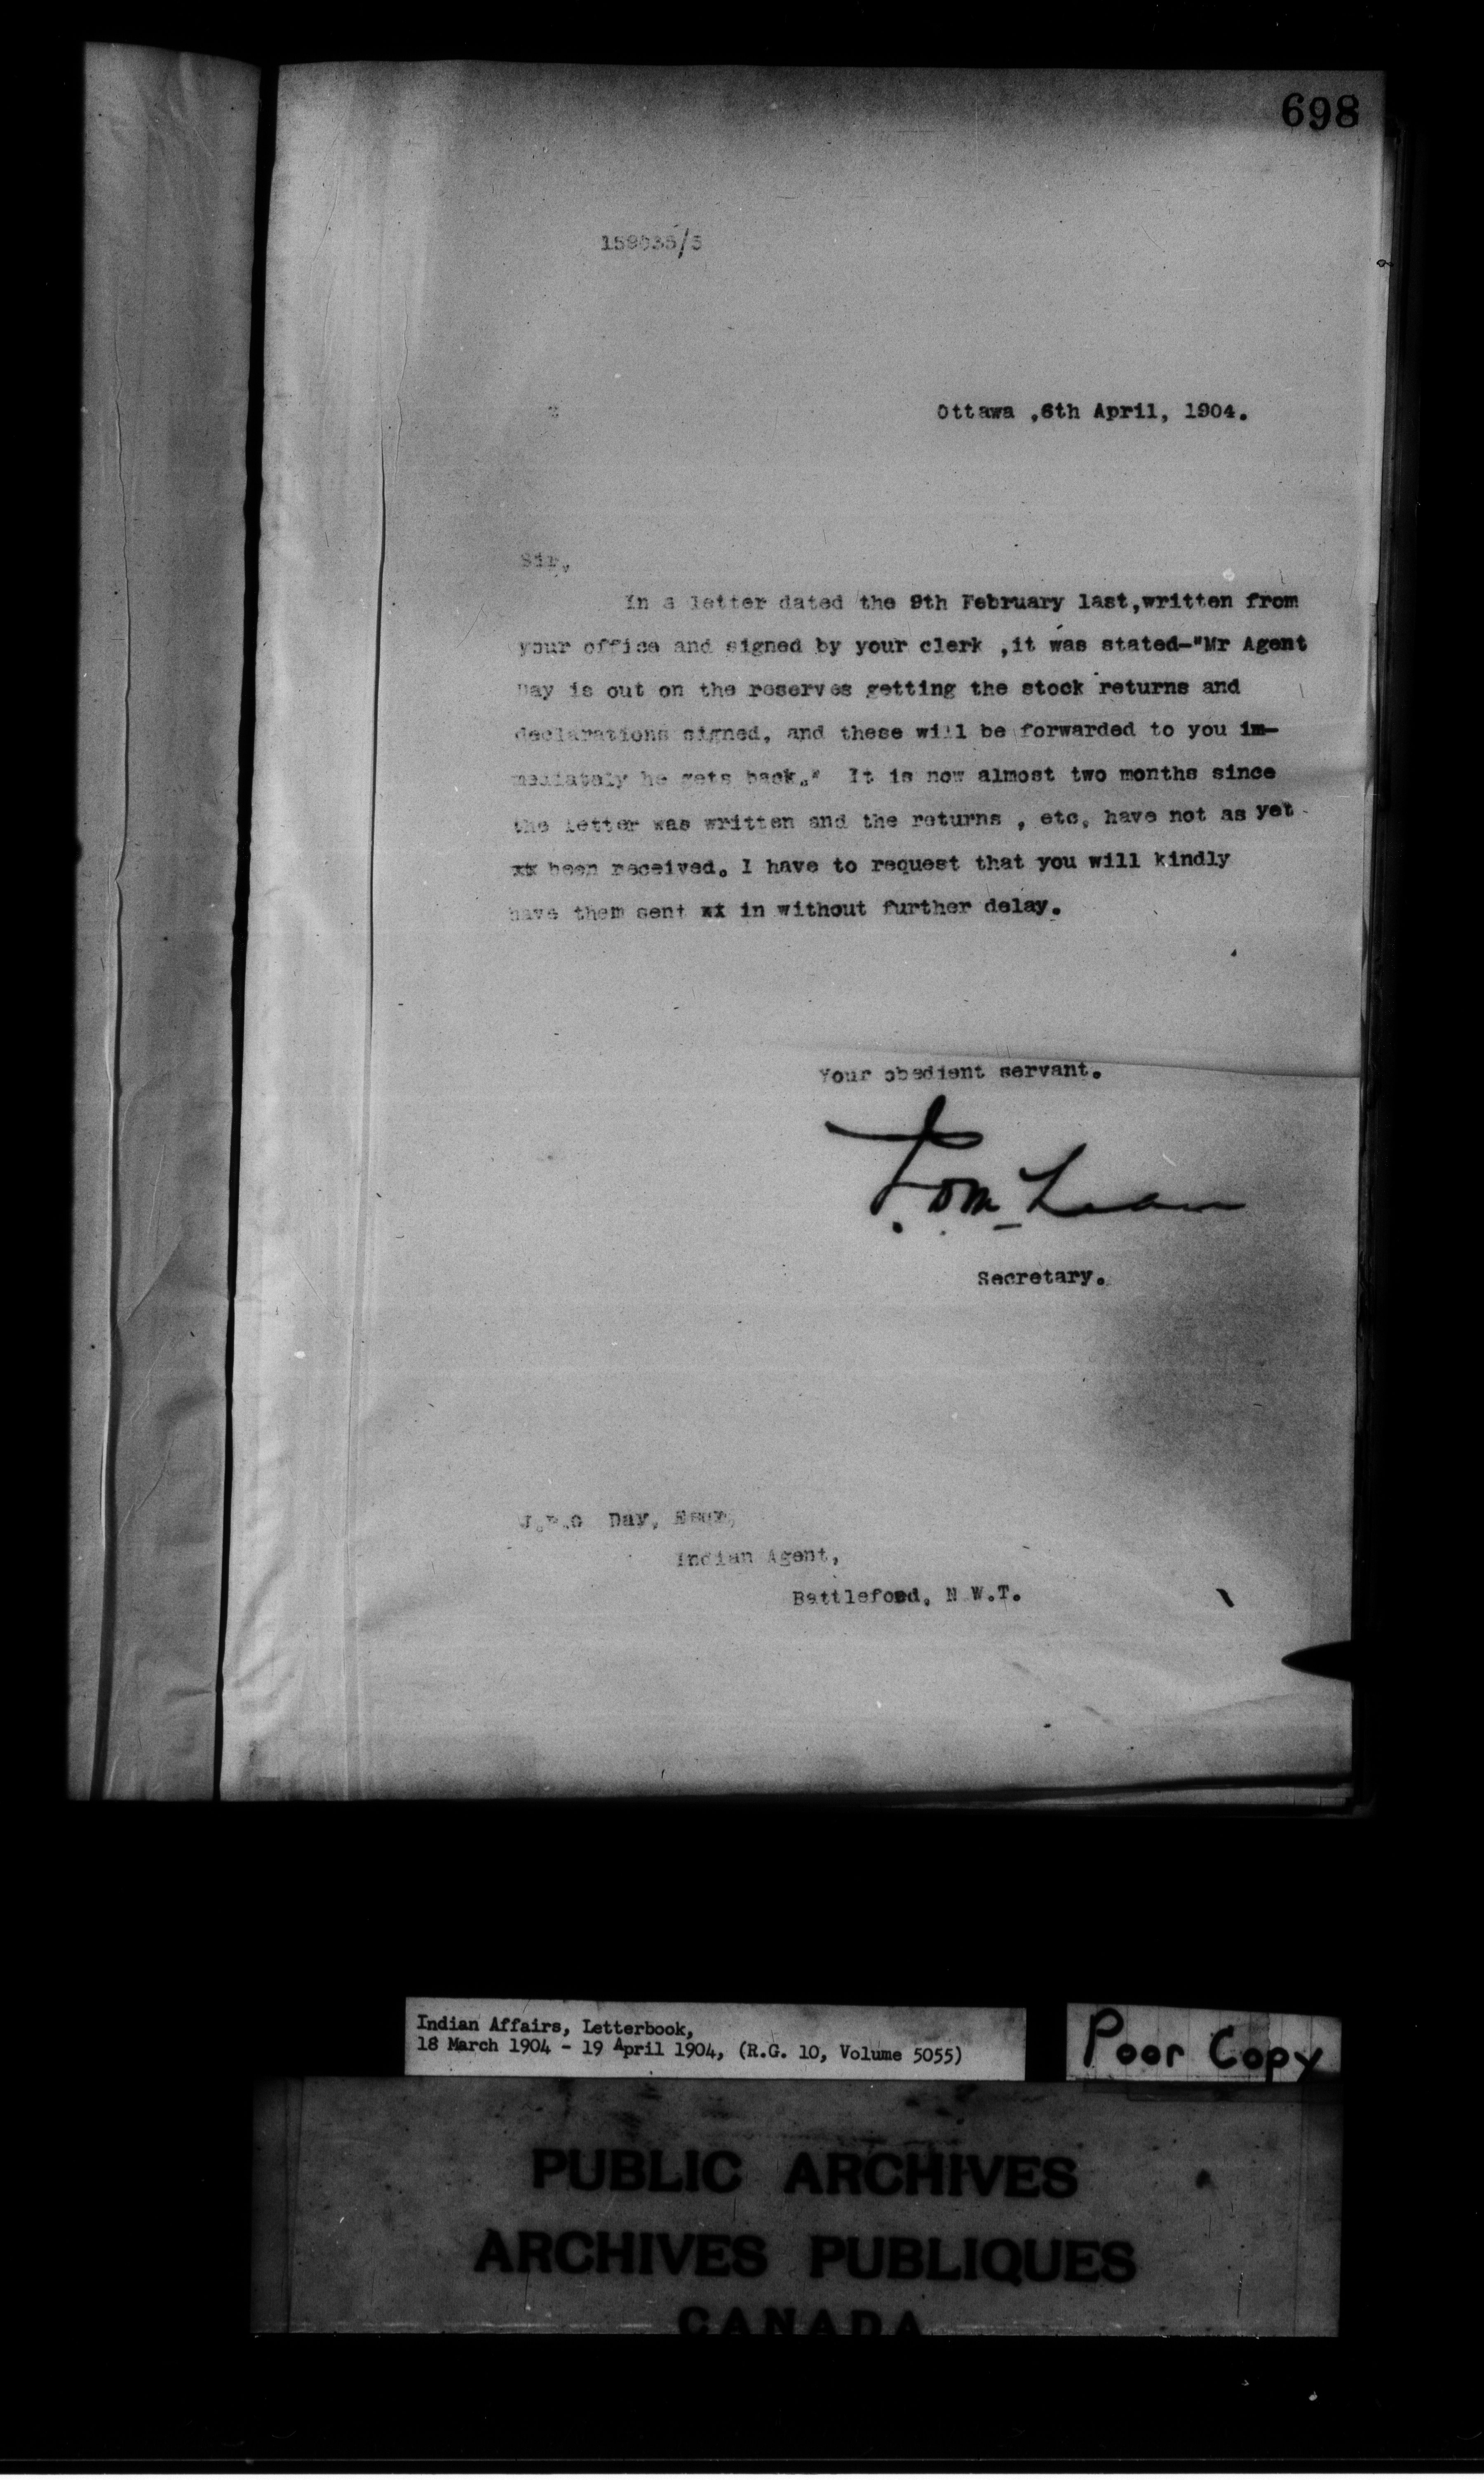 698
159035/3
Ottawa ,6th April, 1904.
Sir,
In a letter dated the 9th February last,written from
your office and signed by your clerk ,it was stated-"Mr Agent
Day is out on the reserves getting the stock returns and
declarations signed, and these will be forwarded to you im-
mediately he gets back." It is now almost two months since
the letter was written and the returns , etc, have not as yet
xx been received. I have to request that you will kindly
have them sent xx in without further delay.
Your obedient servant.
Secretary.
Day, Esqr,
Indian Agent,
Battleford, N W.T.
Indian Affairs, Letterbook,
18 March 1904 - 19 April 1904, (R.G. 10, Volume 5055)
Poor Copy
PUBLIC ARCHIVES
ARCHIVES PUBLIQUES
CANADA